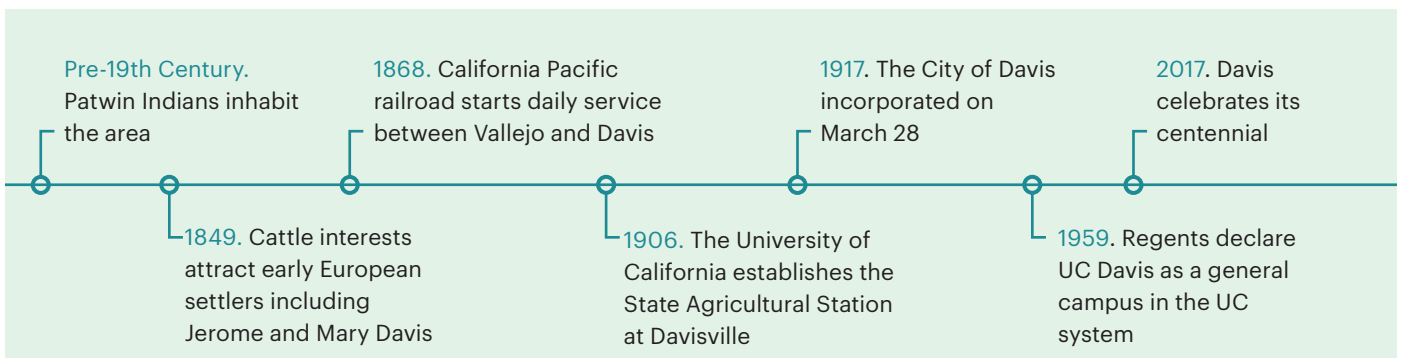 Pre-19th Century.
Patwin Indians inhabit
the area
1849. Cattle interests
attract early European
settlers including
Jerome and Mary Davis
1868. California Pacific
railroad starts daily service
between Vallejo and Davis
1906. The University of
California establishes the
State Agricultural Station
at Davisville
1917. The City of Davis
incorporated on
March 28
1959. Regents declare
UC Davis as a general
campus in the UC
system
2017. Davis
celebrates its
centennial